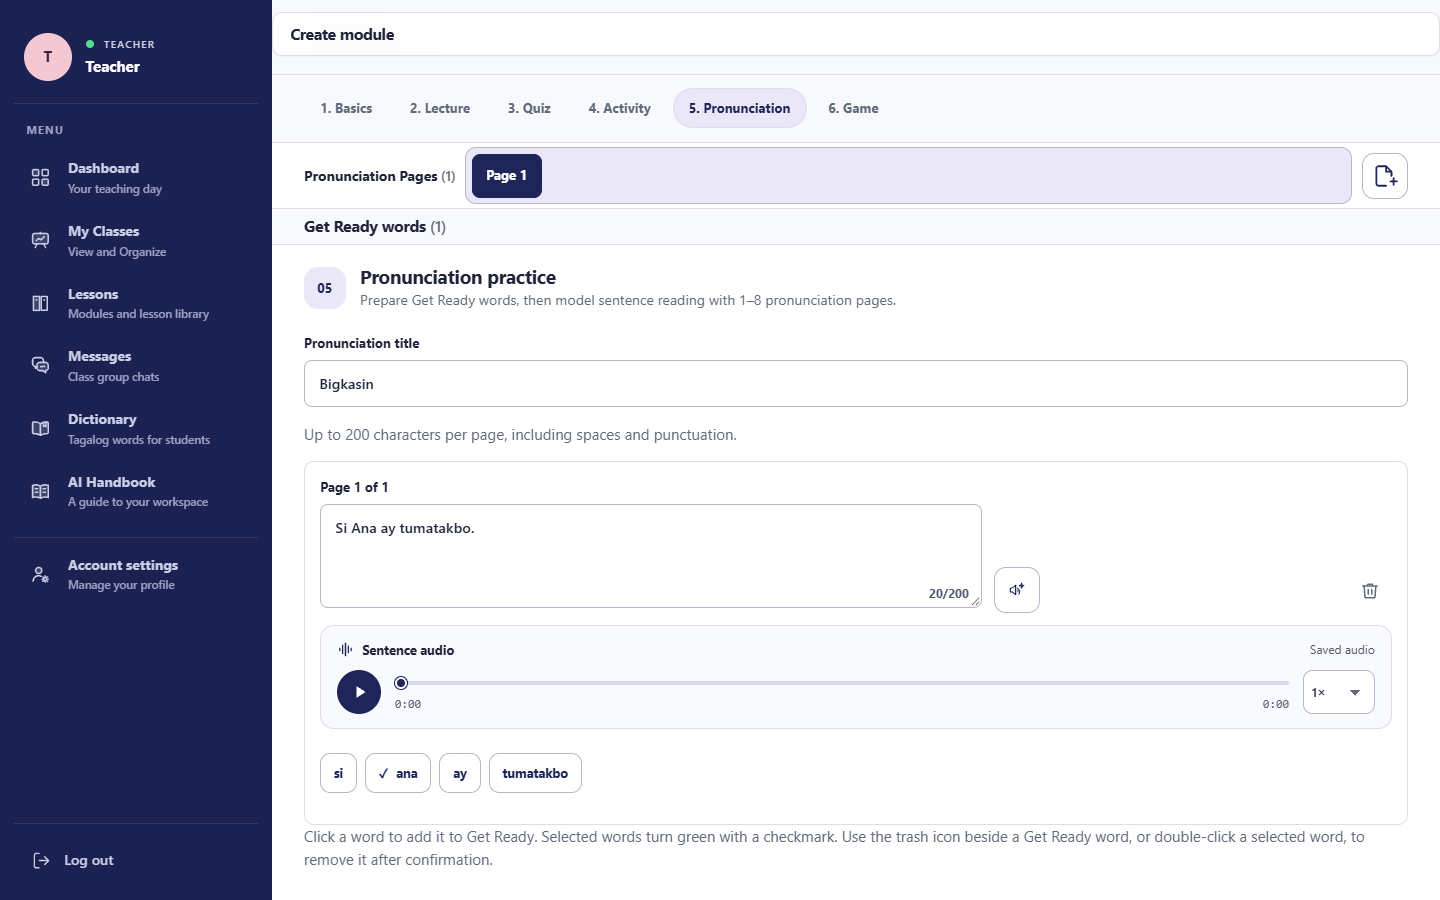 T
TEACHER
Teacher
MENU
Dashboard
Your teaching day
My Classes
View and Organize
Lessons
Modules and lesson library
Messages
Class group chats
Dictionary
Tagalog words for students
AI Handbook
A guide to your workspace
Account settings
Manage your profile
Log out
Create module
1. Basics
2. Lecture
3. Quiz
4. Activity
5. Pronunciation
6. Game
Pronunciation Pages (1)
Page 1
Get Ready words (1)
05
Pronunciation practice
Prepare Get Ready words, then model sentence reading with 1–8 pronunciation pages.
Pronunciation title
Bigkasin
Up to 200 characters per page, including spaces and punctuation.
Page 1 of 1
Si Ana ay tumatakbo.
20/200
Sentence audio
Saved audio
0:00
0:00
1×
si
✓ ana
ay
tumatakbo
Click a word to add it to Get Ready. Selected words turn green with a checkmark. Use the trash icon beside a Get Ready word, or double-click a selected word, to
remove it after confirmation.